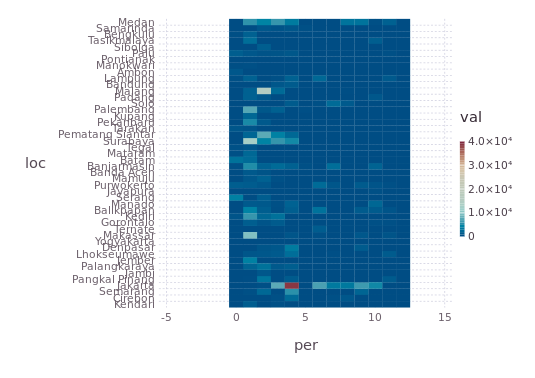 Medan
Samarinda
Bengkulu
Tasikmalaya
Sibolga
Palu
Pontianak
Manokwari
Ambon
Lampung
Bandung
Malang
Padang
Solo
Palembang
Kupang
Pekanbaru
Tarakan
Pematang Siantar
Surabaya
Tegal
Mataram
Batam
Banjarmasin
Banda Aceh
Mamuju
Purwokerto
Jayapura
Serang
Manado
Balikpapan
Kediri
Gorontalo
Ternate
Makassar
Yogyakarta
Denpasar
Lhokseumawe
Jember
PalangKaraya
Jambi
Pangkal Pinang
Jakarta
Semarang
Cirebon
Kendari
loc
-5 0 5 10 15
per
val
4.0×10⁴
3.0×10⁴
2.0×10⁴
1.0×10⁴
0